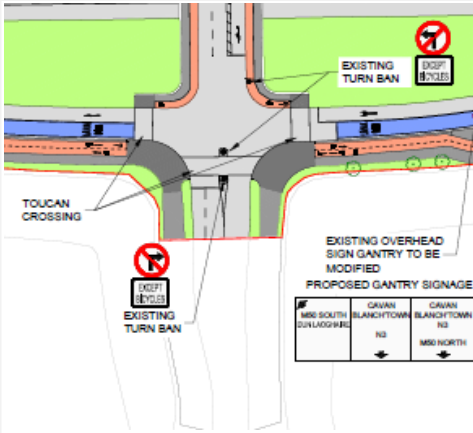 EXISTING
TURN BAN
EXCEPT
BICYCLES
TOUCAN
CROSSING
EXCEPT
BICYCLES
EXISTING
TURN BAN
EXISTING OVERHEAD
SIGN GANTRY TO BE
MODIFIED
PROPOSED GANTRY SIGNAGE
M50 SOUTH
DUN LAOGHAIRE
CAVAN
BLANCH'TOWN
N3
CAVAN
BLANCH'TOWN
N3
M50 NORTH